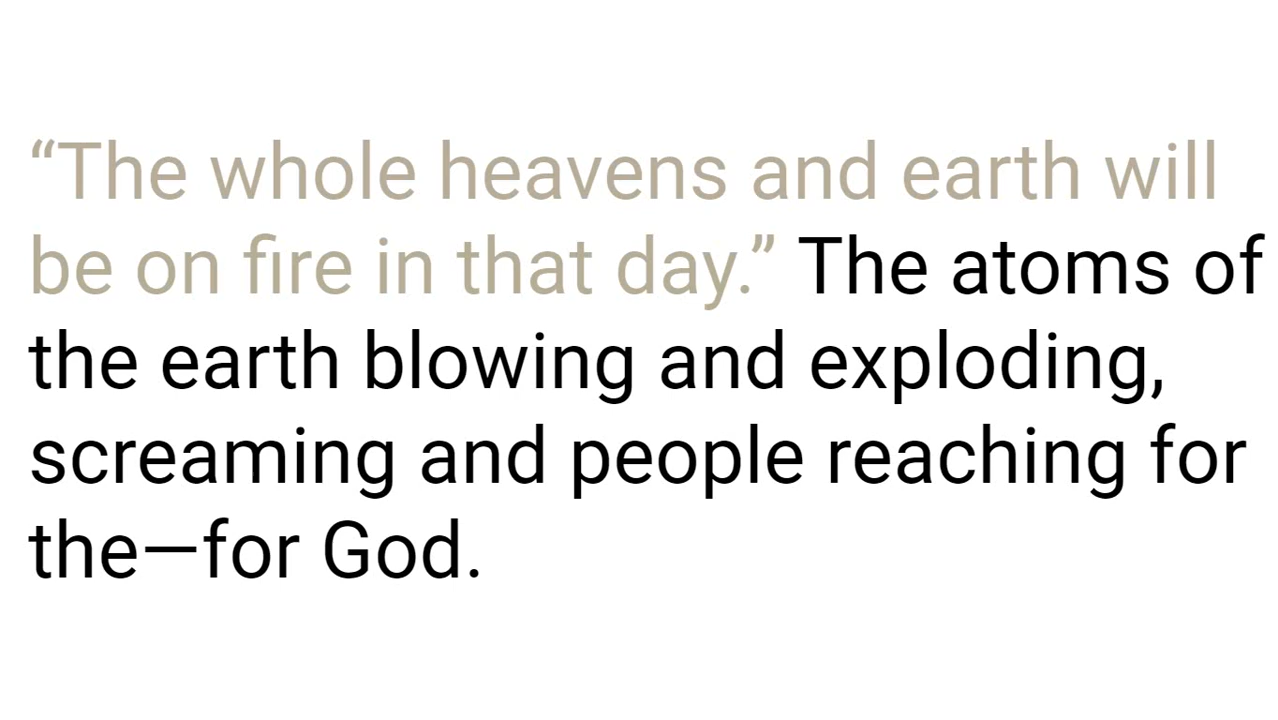 “The whole heavens and earth will
be on fire in that day.” The atoms of
the earth blowing and exploding,
screaming and people reaching for
the—for God.